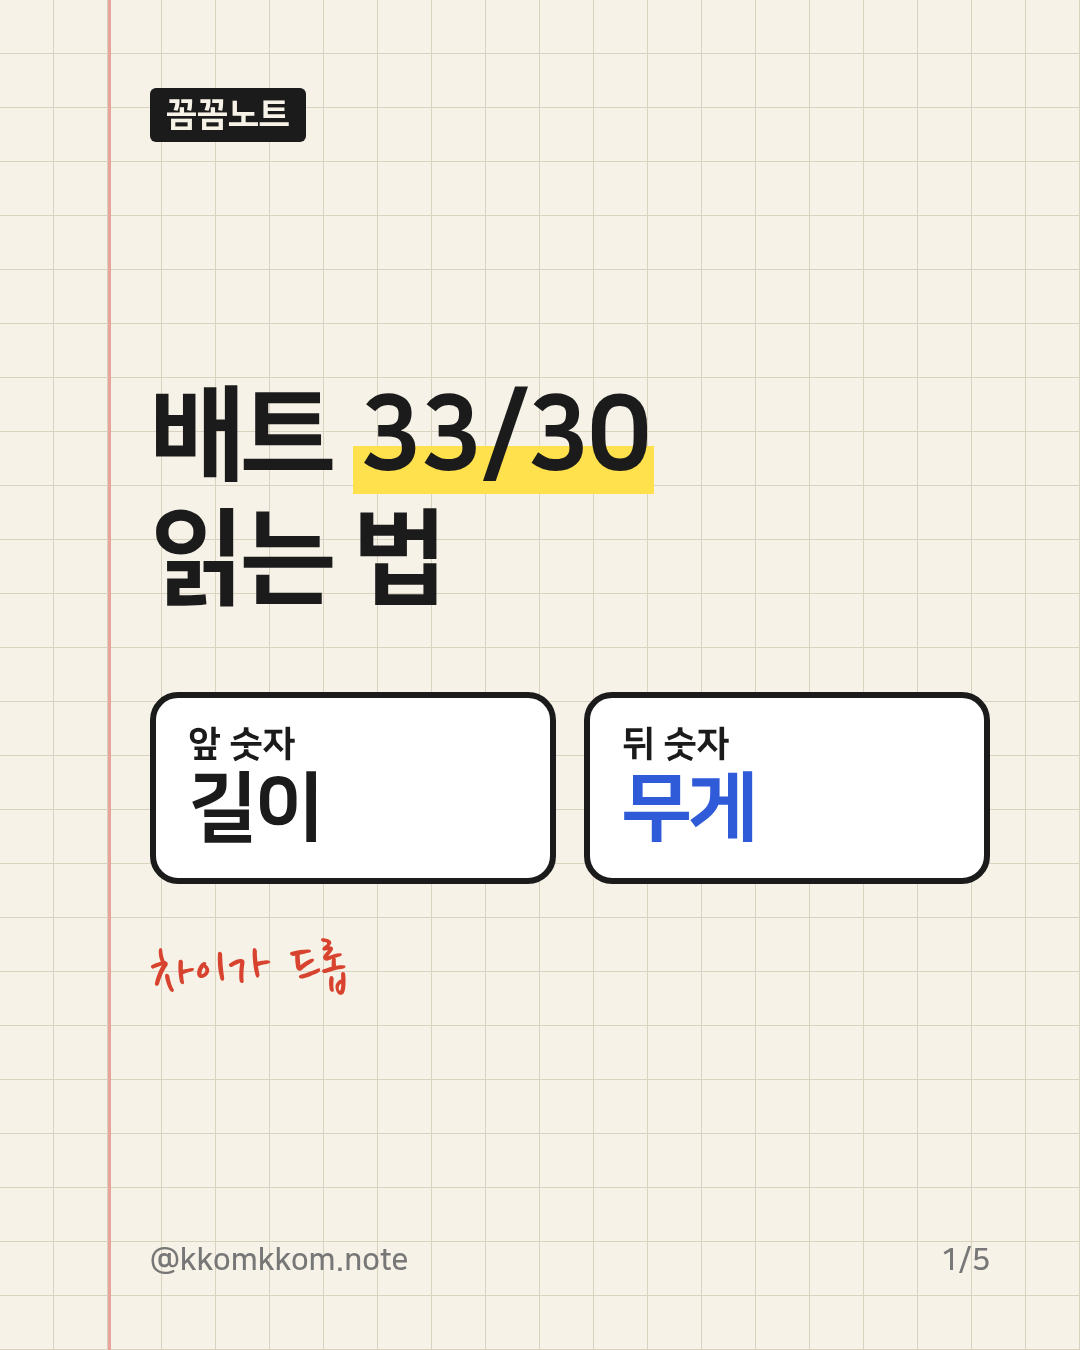 꼼꼼노트
배트 33/30
읽는 법
앞 숫자
길이
뒤 숫자
무게
차이가 드롭
@kkomkkom.note
1/5